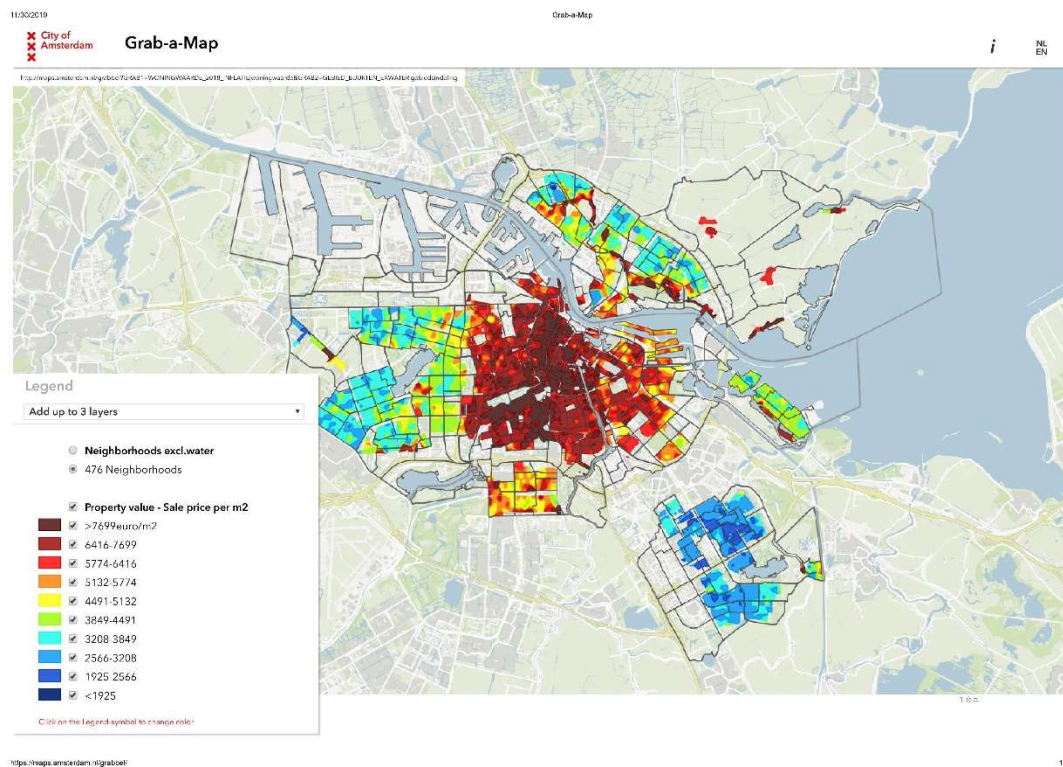 11/30/2019
Grab-a-Map
City of
Amsterdam
Grab-a-Map
i
NL
EN
Legend
Add up to 3 layers
Neighborhoods excl.water
476 Neighborhoods
Property value - Sale price per m2
>7699euro/m2
6416-7699
5774-6416
5132-5774
4491-5132
3849-4491
3208-3849
2566-3208
1925-2566
<1925
Click on the Legend-symbol to change color
https://maps.amsterdam.nl/grabbel/